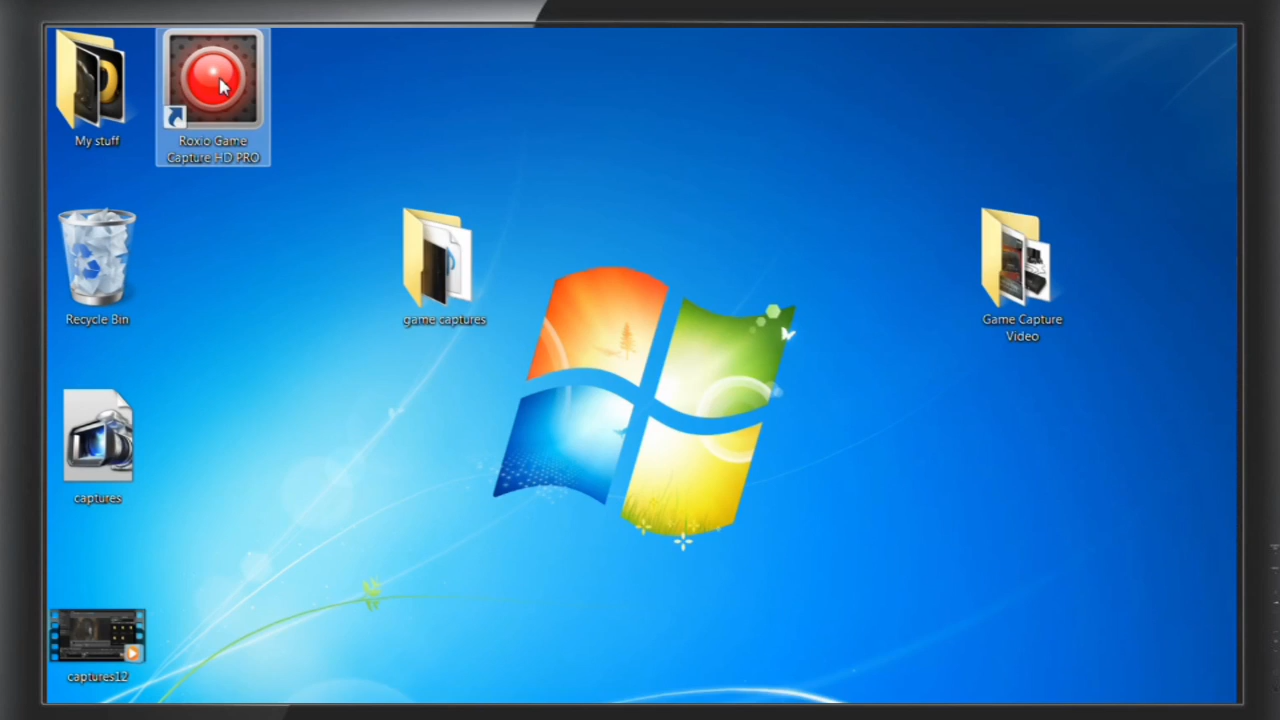 My stuff
Roxio Game
Capture HD PRO
Recycle Bin
game captures
Game Capture
Video
captures
captures12